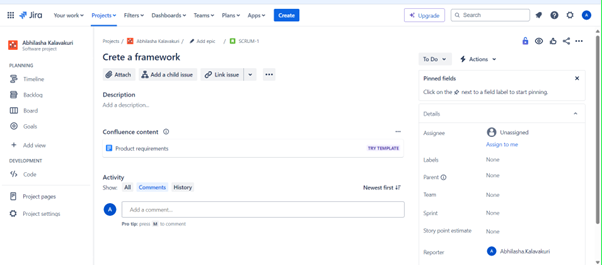 Jira
Your work
Projects
Filters
Dashboards
Teams
Plans
Apps
Create
Upgrade
Search
A
Abhilasha Kalavakuri
Software project
PLANNING
Timeline
Backlog
Board
Goals
Add view
DEVELOPMENT
Code
Project pages
Project settings
Projects / Abhilasha Kalavakuri / Add epic / SCRUM-1
Crete a framework
Attach
Add a child issue
Link issue
Description
Add a description...
Confluence content
Product requirements
TRY TEMPLATE
Activity
Show: All Comments History
Newest first
A
Add a comment...
Pro tip: press M to comment
To Do
Actions
Pinned fields
Click on the next to a field label to start pinning.
Details
Assignee
Unassigned
Assign to me
Labels
None
Parent
None
Team
None
Sprint
None
Story point estimate
None
Reporter
A
Abhilasha Kalavakuri